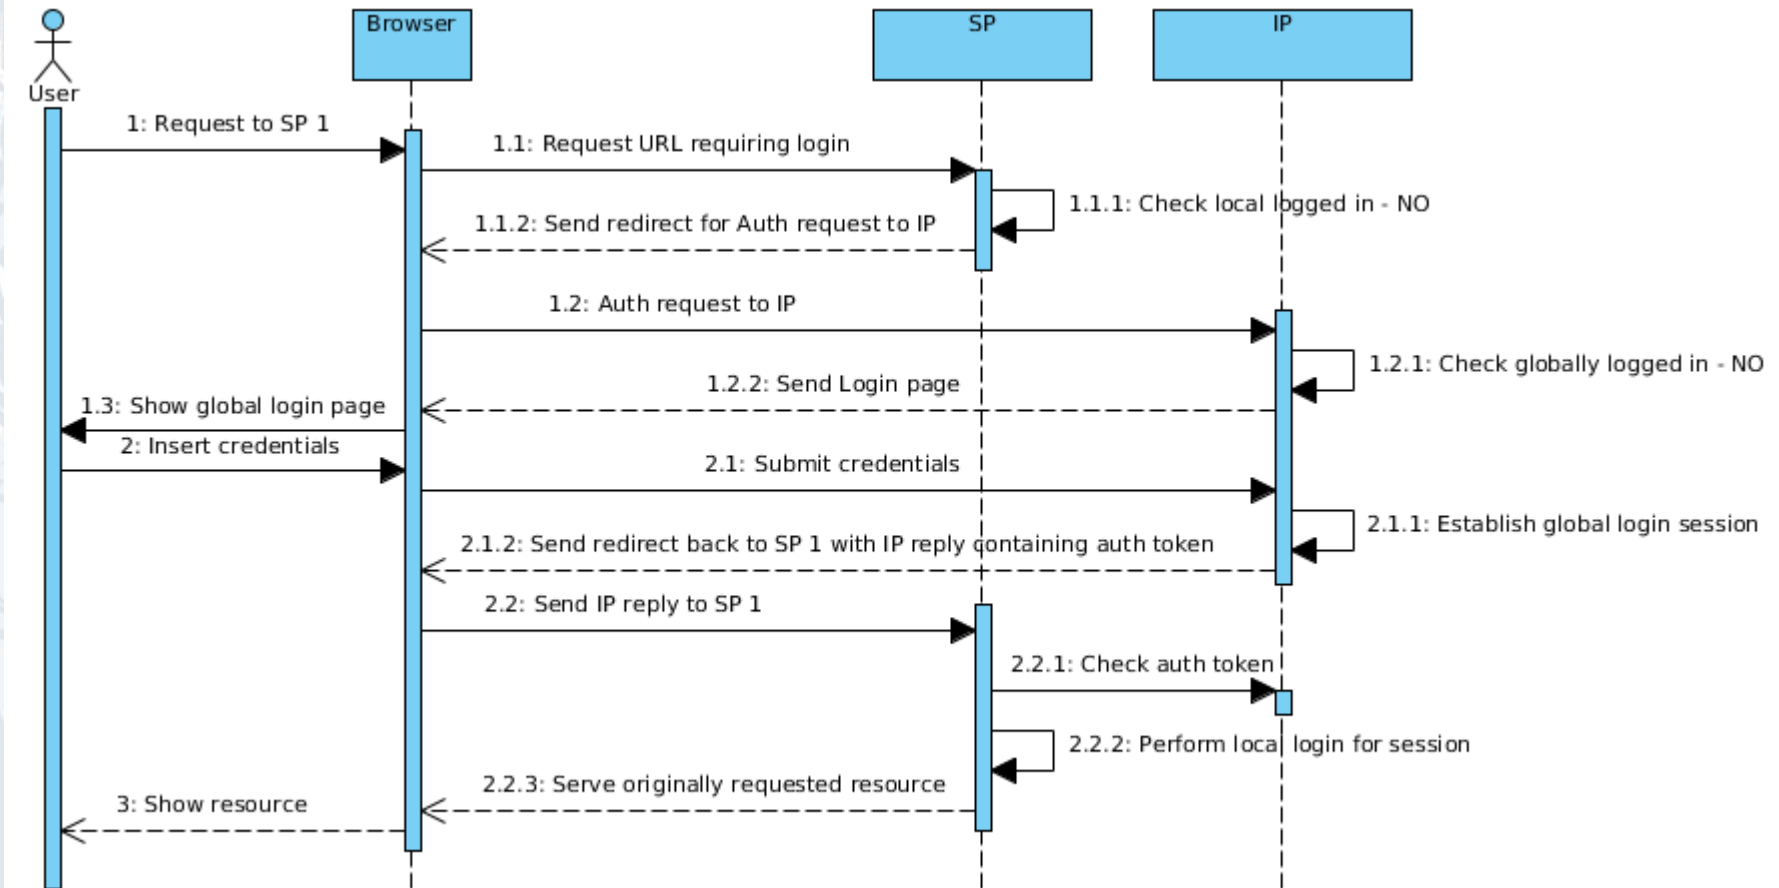 Browser
SP
IP
User
1: Request to SP 1
1.1: Request URL requiring login
1.1.1: Check local logged in - NO
1.1.2: Send redirect for Auth request to IP
1.2: Auth request to IP
1.2.1: Check globally logged in - NO
1.2.2: Send Login page
1.3: Show global login page
2: Insert credentials
2.1: Submit credentials
2.1.1: Establish global login session
2.1.2: Send redirect back to SP 1 with IP reply containing auth token
2.2: Send IP reply to SP 1
2.2.1: Check auth token
2.2.2: Perform local login for session
2.2.3: Serve originally requested resource
3: Show resource